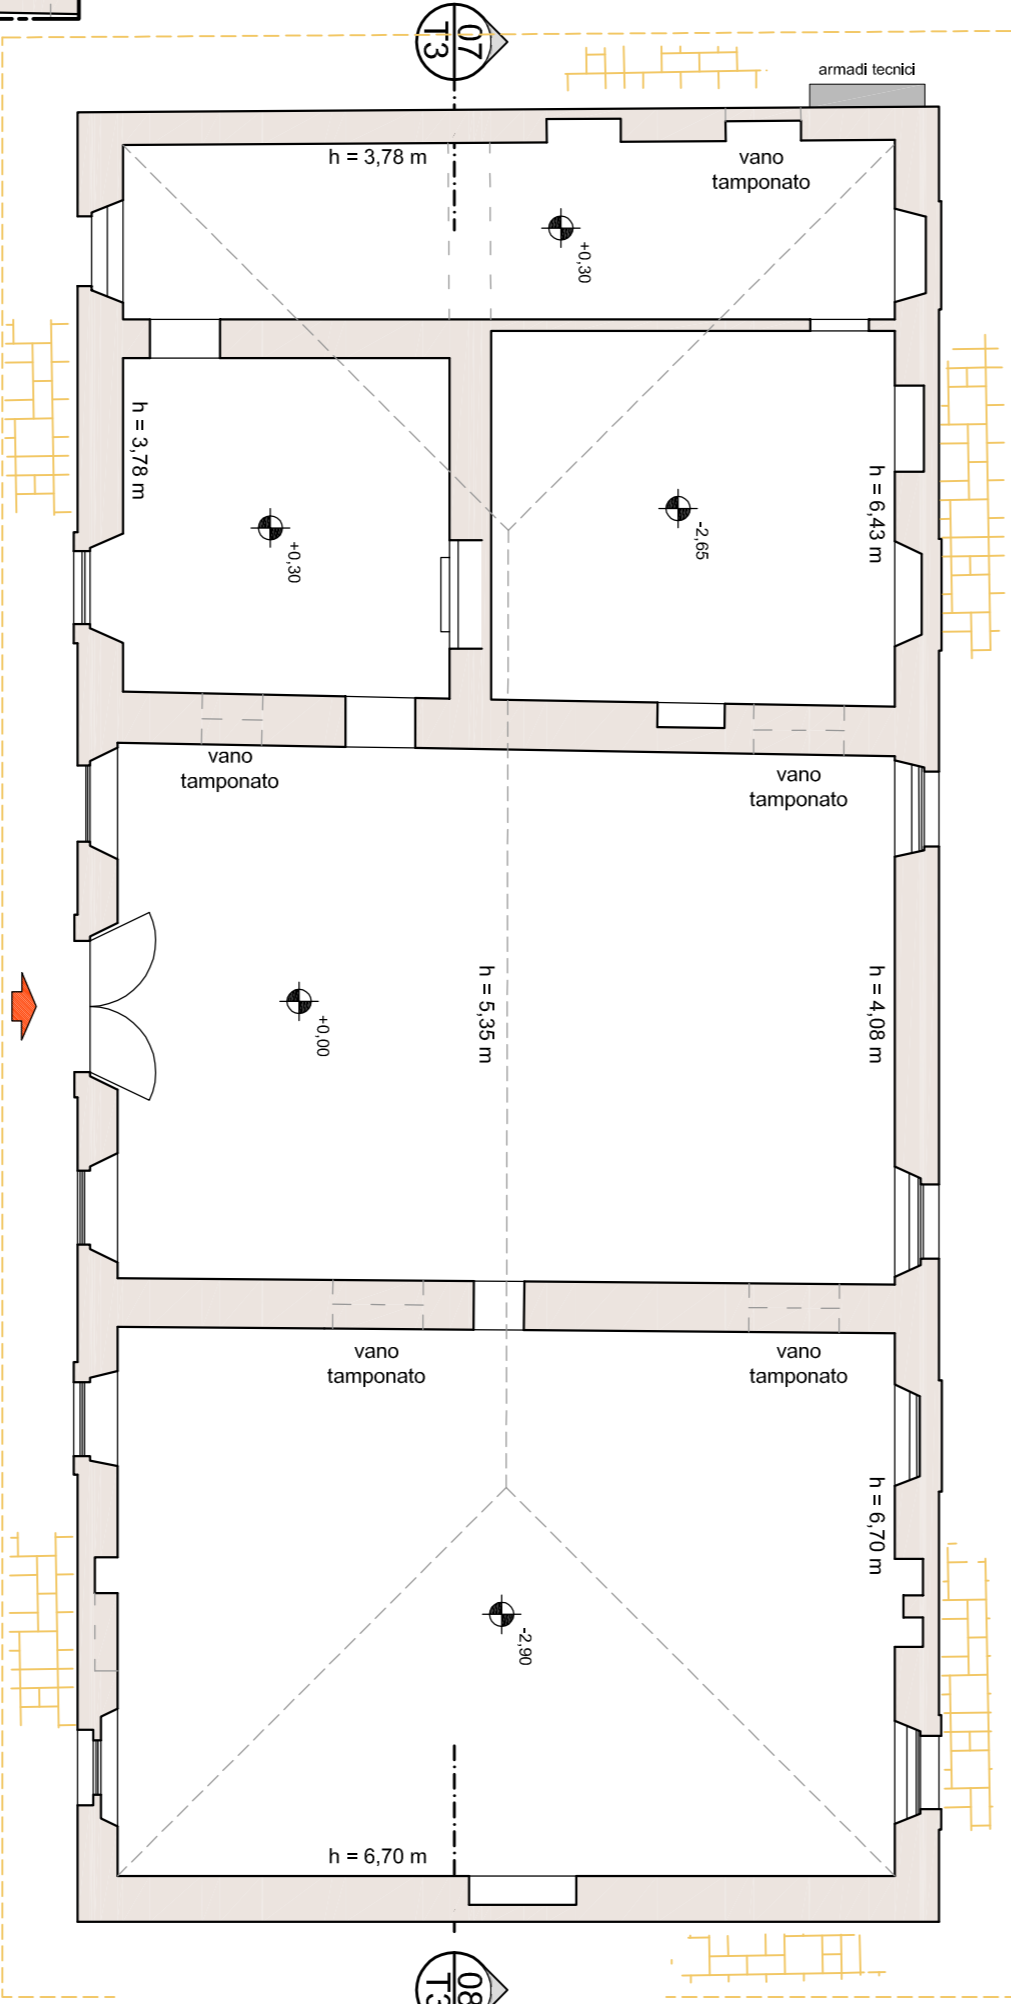 07
T3
armadi tecnici
h = 3,78 m
vano
tamponato
+0,30
h = 3,78 m
h = 6,43 m
+0,30
-2,65
vano
tamponato
vano
tamponato
h = 5,35 m
h = 4,08 m
+0,00
vano
tamponato
vano
tamponato
h = 6,70 m
-2,90
h = 6,70 m
08
T3